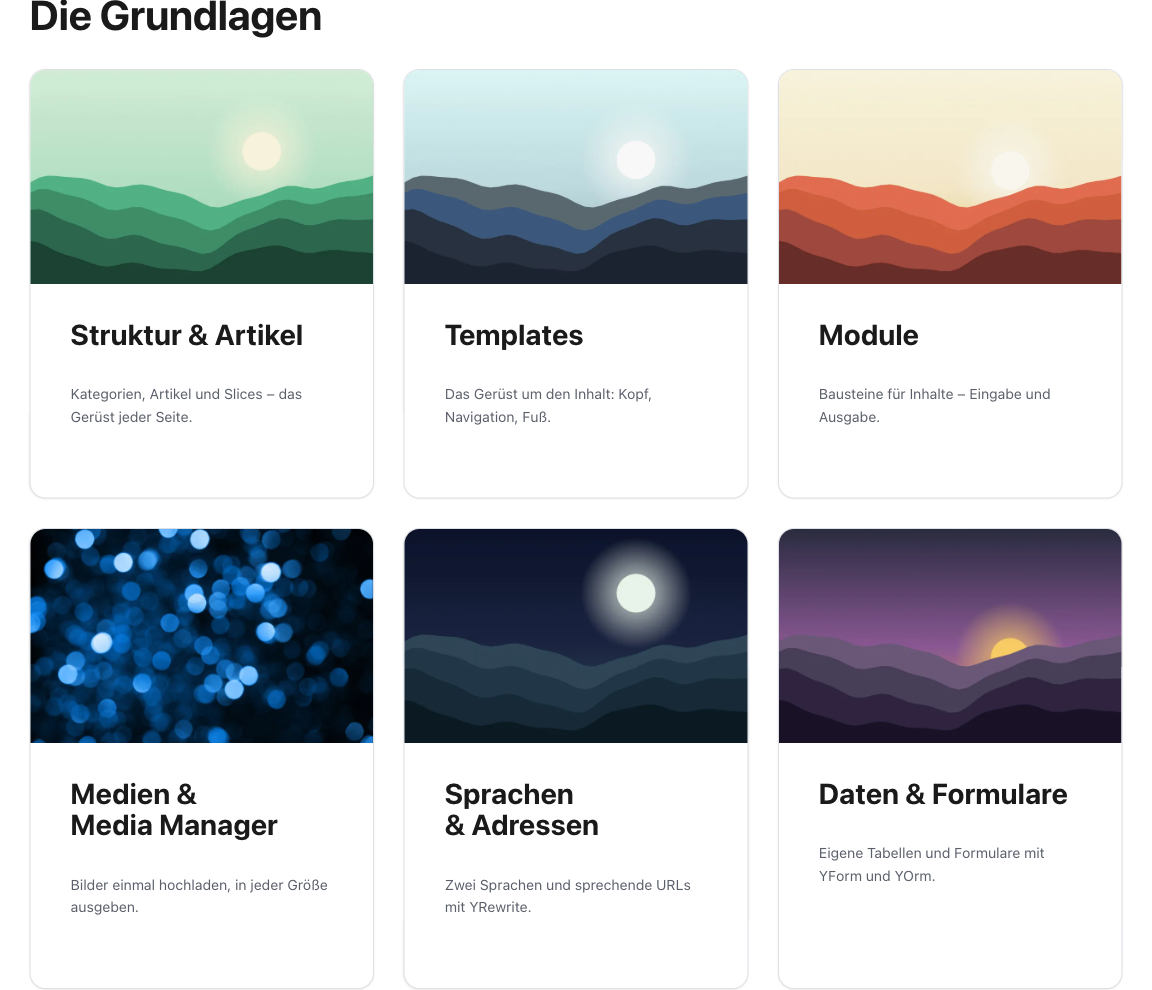 Die Grundlagen
Struktur & Artikel
Kategorien, Artikel und Slices – das
Gerüst jeder Seite.
Templates
Das Gerüst um den Inhalt: Kopf,
Navigation, Fuß.
Module
Bausteine für Inhalte – Eingabe und
Ausgabe.
Medien &
Media Manager
Bilder einmal hochladen, in jeder Größe
ausgeben.
Sprachen
& Adressen
Zwei Sprachen und sprechende URLs
mit YRewrite.
Daten & Formulare
Eigene Tabellen und Formulare mit
YForm und YOrm.